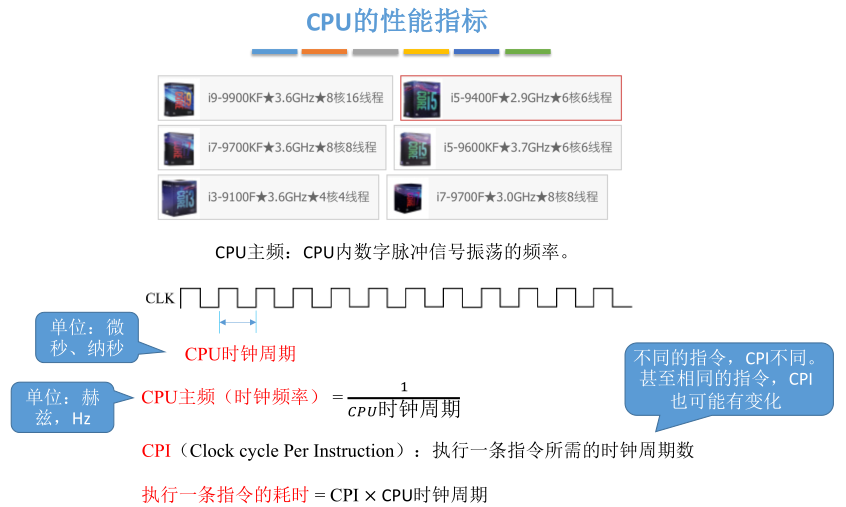 CPU的性能指标
i9-9900KF★3.6GHz★8核16线程
i5-9400F★2.9GHz★6核6线程
i7-9700KF★3.6GHz★8核8线程
i5-9600KF★3.7GHz★6核6线程
i3-9100F★3.6GHz★4核4线程
i7-9700F★3.0GHz★8核8线程
CPU主频：CPU内数字脉冲信号振荡的频率。
CLK
单位：微
秒、纳秒
CPU时钟周期
不同的指令，CPI不同。
甚至相同的指令，CPI
也可能有变化
单位：赫
兹，Hz
CPU主频（时钟频率） = 1/CPU时钟周期
CPI（Clock cycle Per Instruction）：执行一条指令所需的时钟周期数
执行一条指令的耗时 = CPI × CPU时钟周期